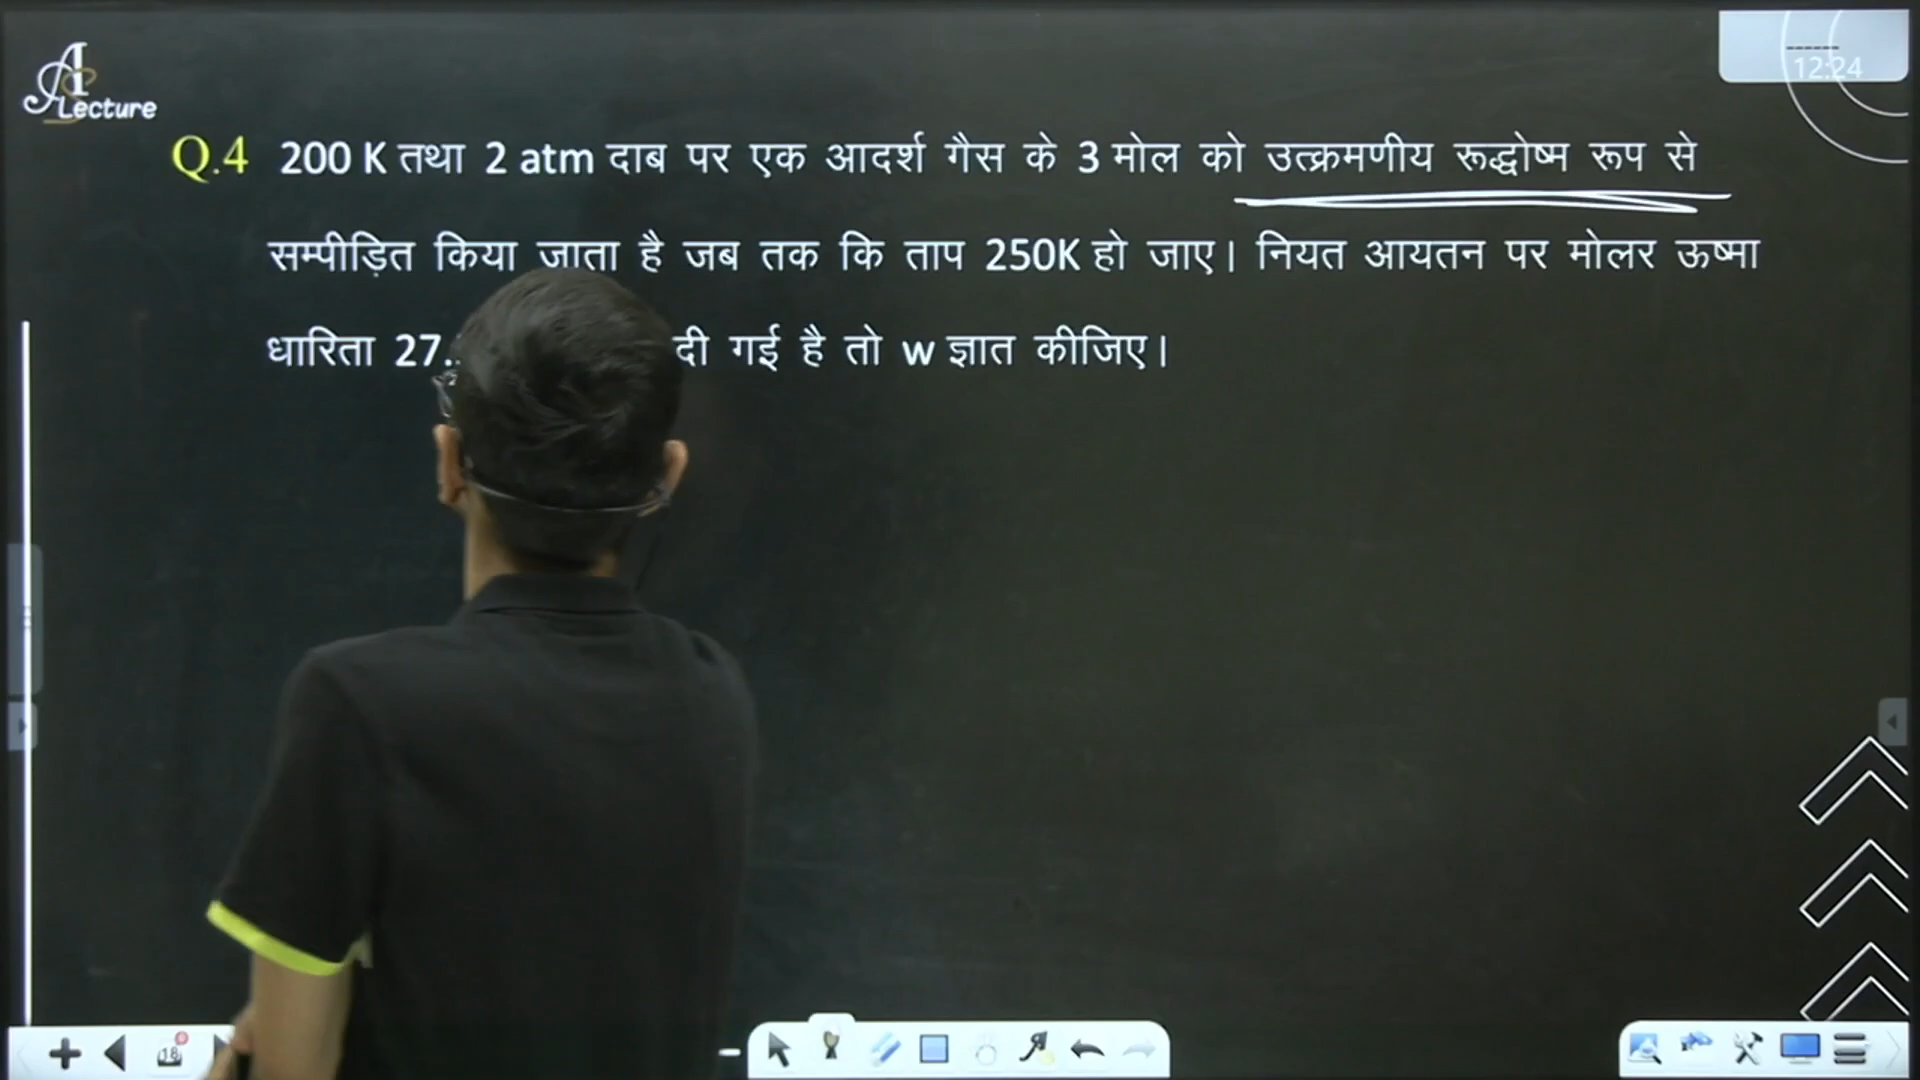 A
S
Lecture
12:24
Q.4 200 K तथा 2 atm दाब पर एक आदर्श गैस के 3 मोल को उत्क्रमणीय रूद्धोष्म रूप से
सम्पीड़ित किया जाता है जब तक कि ताप 250K हो जाए। नियत आयतन पर मोलर ऊष्मा
धारिता 27. दी गई है तो w ज्ञात कीजिए।
18